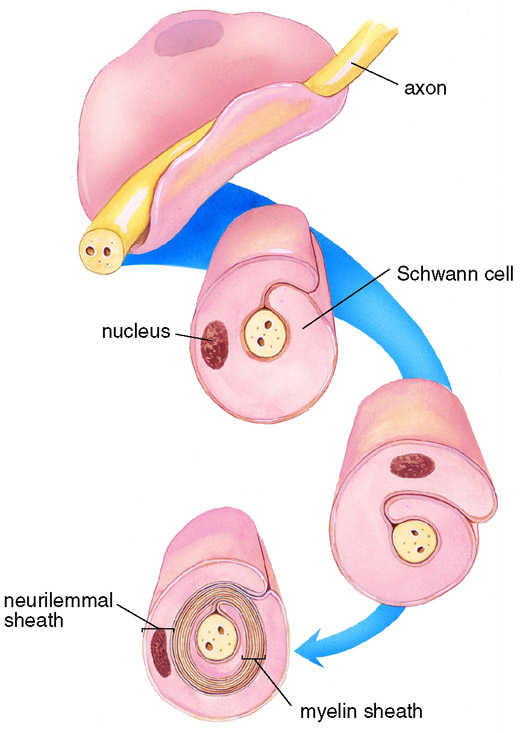 axon
Schwann cell
nucleus
neurilemmal
sheath
myelin sheath